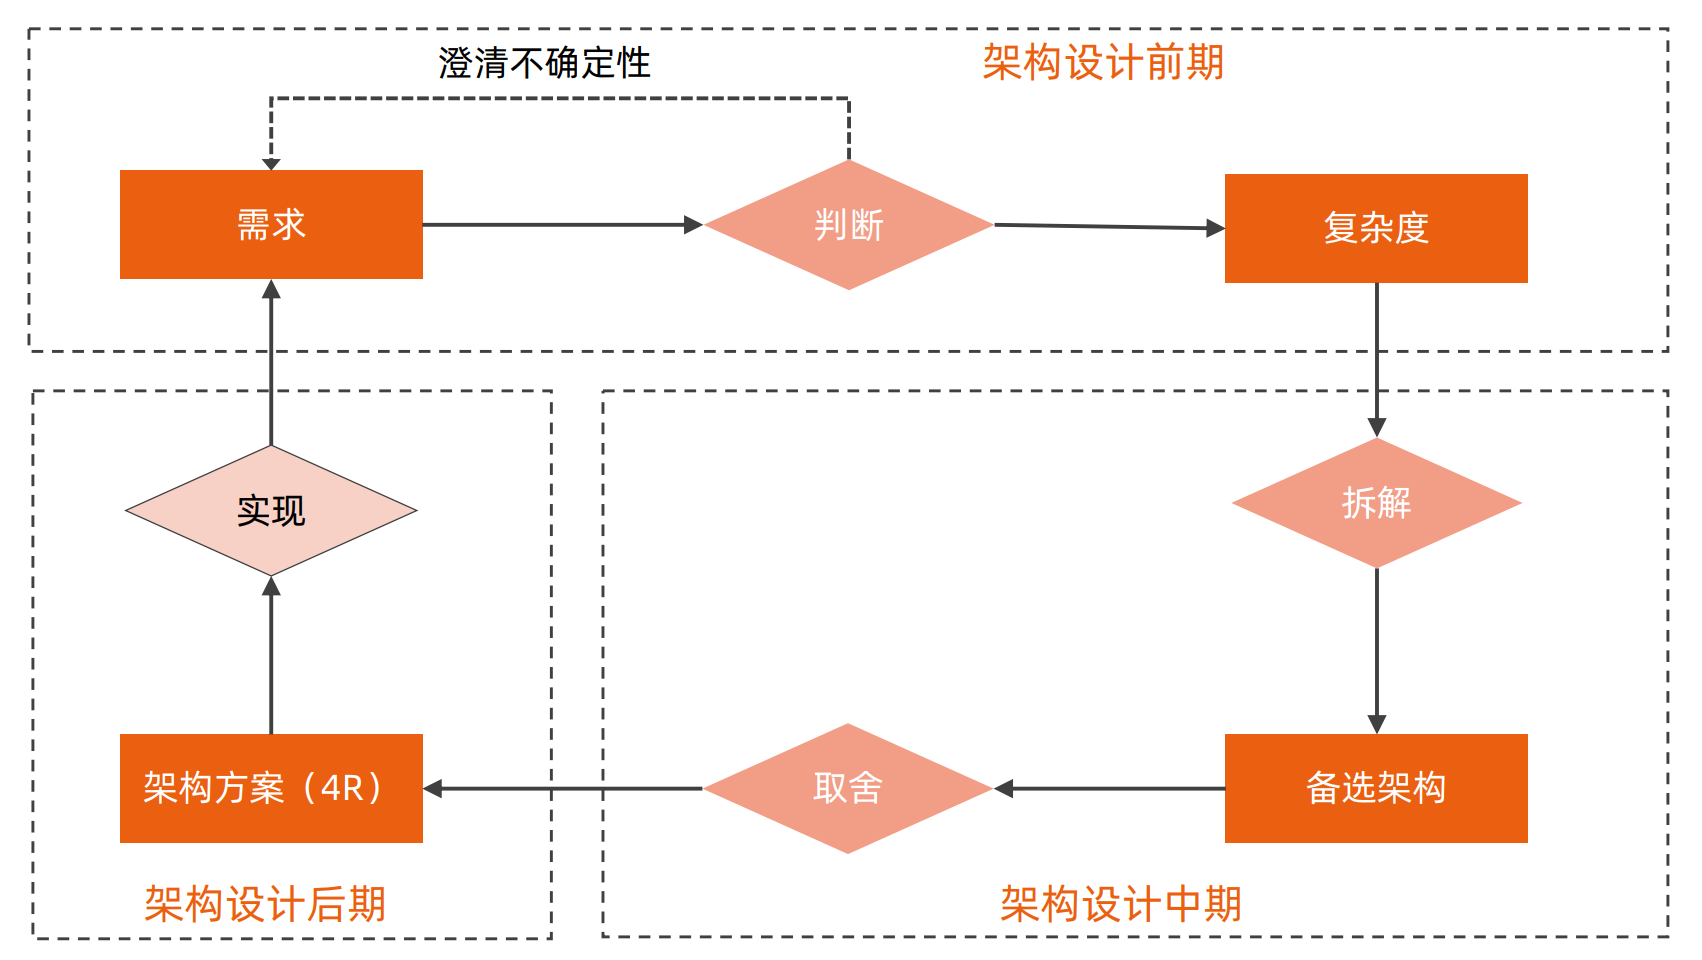 澄清不确定性
架构设计前期
需求
判断
复杂度
实现
拆解
架构方案（4R）
取舍
备选架构
架构设计后期
架构设计中期